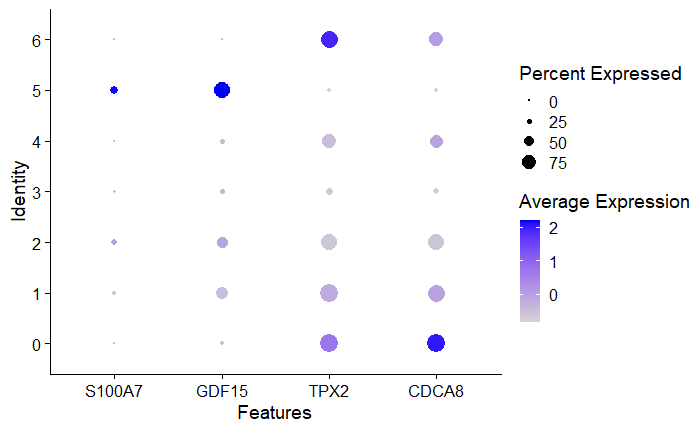 Identity
6
5
4
3
2
1
0
S100A7 GDF15 TPX2 CDCA8
Features
Percent Expressed
0
25
50
75
Average Expression
2
1
0